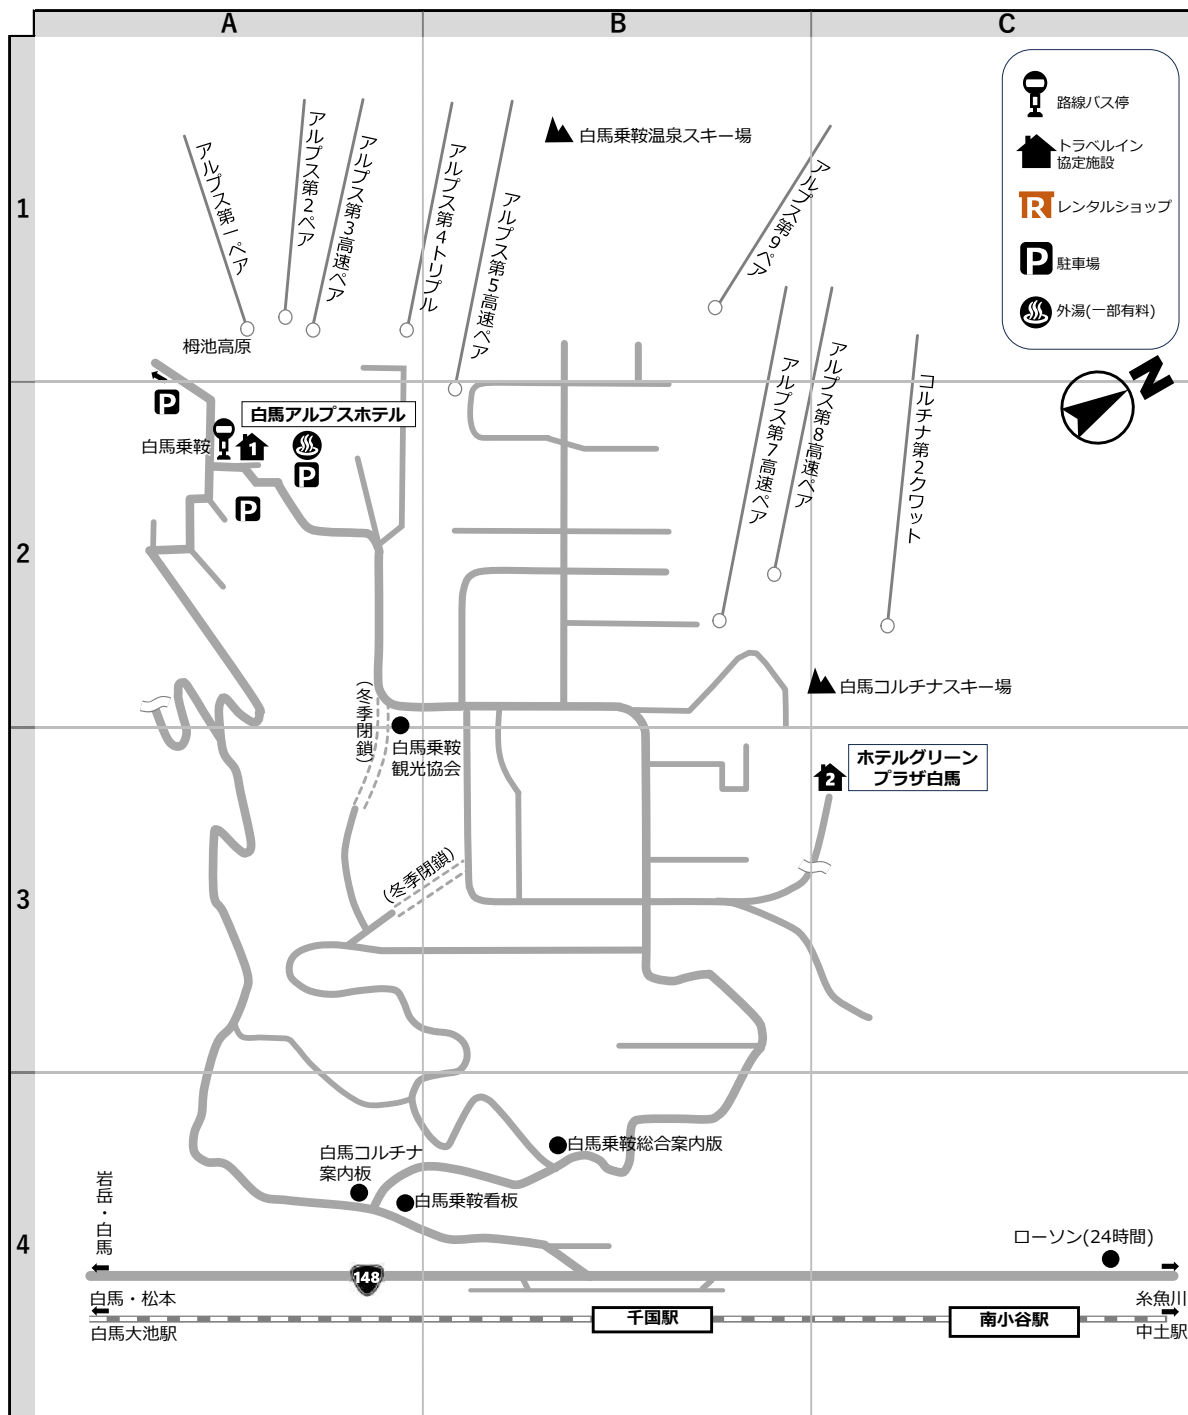 A
B
C
1
2
3
4
路線バス停
トラベルイン
協定施設
R
レンタルショップ
P
駐車場
外湯(一部有料)
N
白馬乗鞍温泉スキー場
アルプス第一ペア
アルプス第2ペア
アルプス第3高速ペア
アルプス第4トリプル
アルプス第5高速ペア
アルプス第9ペア
アルプス第7高速ペア
アルプス第8高速ペア
コルチナ第2クワット
栂池高原
P
白馬アルプスホテル
白馬乗鞍
1
P
P
白馬コルチナスキー場
(冬季閉鎖)
白馬乗鞍
観光協会
ホテルグリーン
プラザ白馬
2
(冬季閉鎖)
白馬乗鞍総合案内版
白馬コルチナ
案内板
白馬乗鞍看板
岩岳・白馬
ローソン(24時間)
148
白馬・松本
糸魚川
白馬大池駅
千国駅
南小谷駅
中土駅